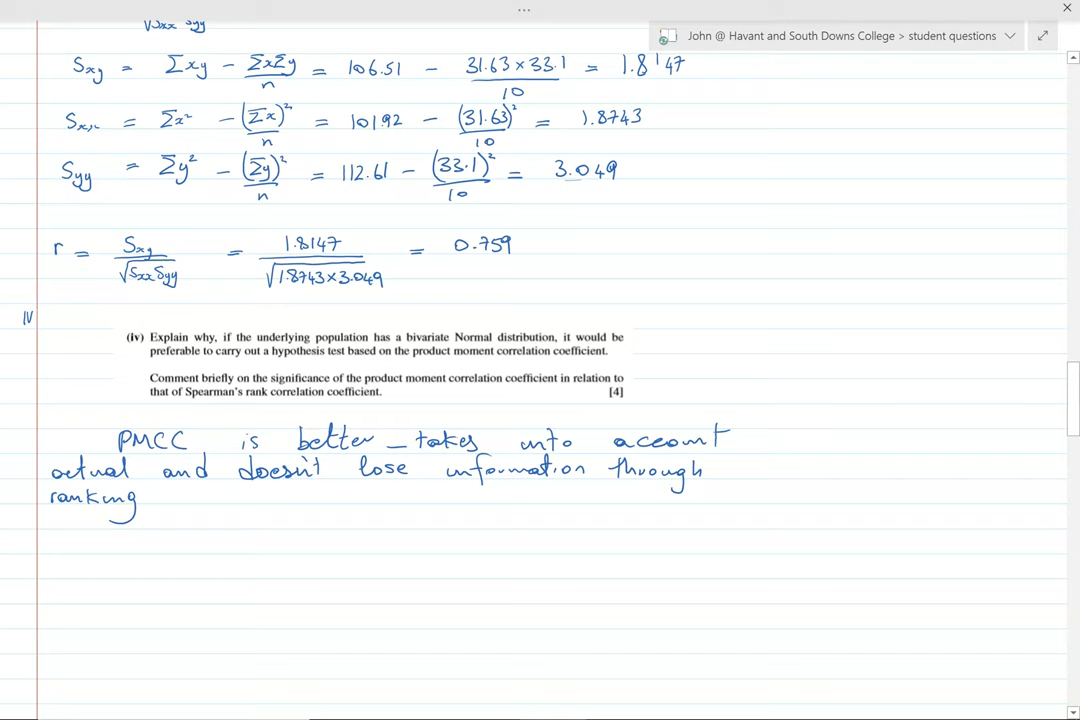 John @ Havant and South Downs College > student questions
√Sxx Syy
Sxy = Σxy - ΣxΣy/n = 106.51 - 31.63×33.1/10 = 1.8147
Sxx = Σx² - (Σx)²/n = 101.92 - (31.63)²/10 = 1.8743
Syy = Σy² - (Σy)²/n = 112.61 - (33.1)²/10 = 3.049
r = Sxy/√SxxSyy = 1.8147/√1.8743×3.049 = 0.759
IV
(iv) Explain why, if the underlying population has a bivariate Normal distribution, it would be
preferable to carry out a hypothesis test based on the product moment correlation coefficient.
Comment briefly on the significance of the product moment correlation coefficient in relation to
that of Spearman's rank correlation coefficient. [4]
PMCC is better - takes into account
actual and doesn't lose information through
ranking